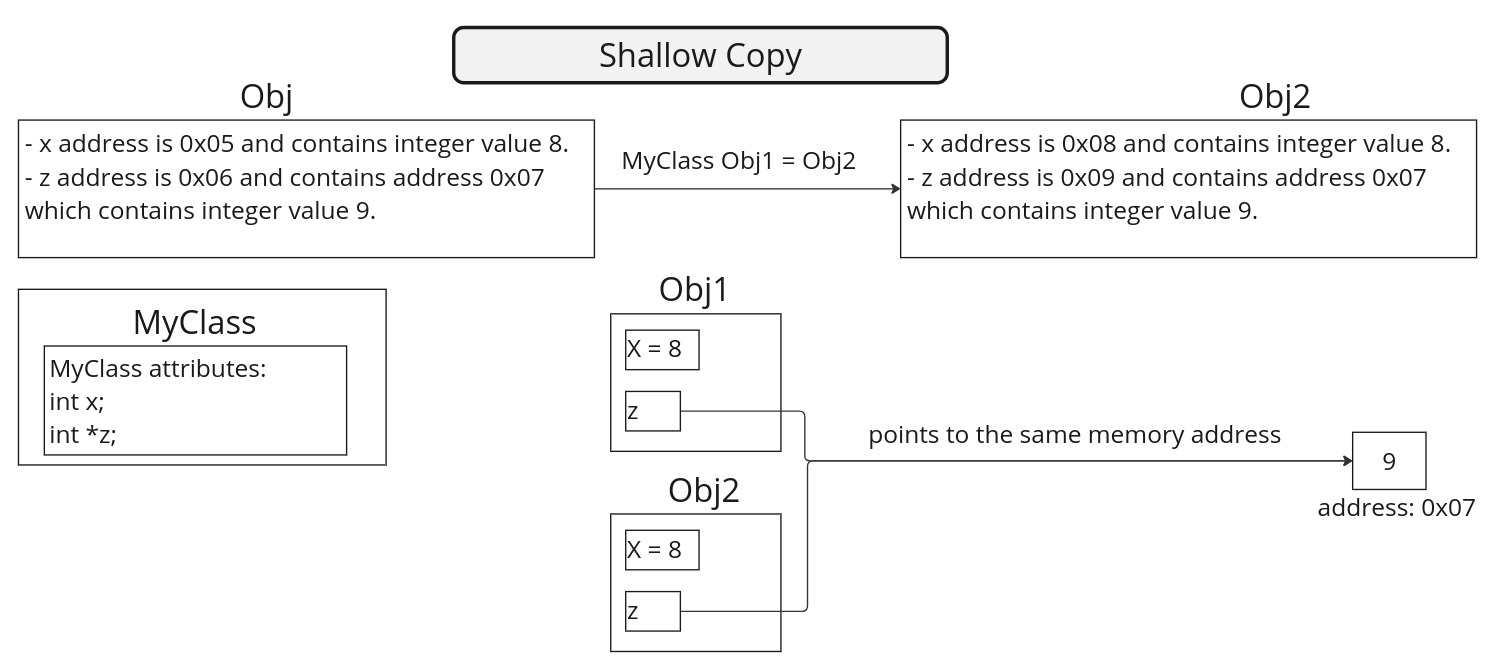 Shallow Copy
Obj
Obj2
- x address is 0x05 and contains integer value 8.
- z address is 0x06 and contains address 0x07
which contains integer value 9.
MyClass Obj1 = Obj2
- x address is 0x08 and contains integer value 8.
- z address is 0x09 and contains address 0x07
which contains integer value 9.
MyClass
MyClass attributes:
int x;
int *z;
Obj1
X = 8
z
points to the same memory address
9
address: 0x07
Obj2
X = 8
z